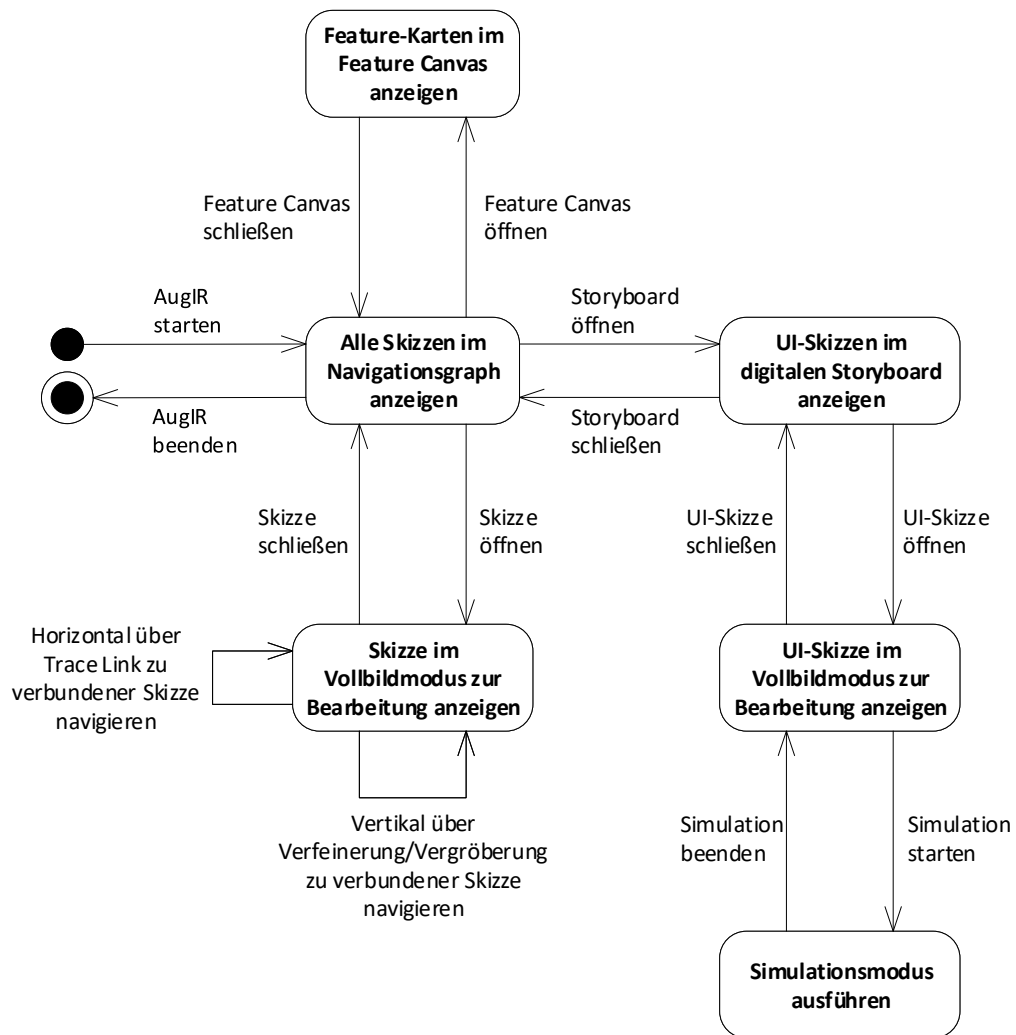 Feature-Karten im
Feature Canvas
anzeigen
Feature Canvas
schließen
Feature Canvas
öffnen
AugIR
starten
Storyboard
öffnen
Alle Skizzen im
Navigationsgraph
anzeigen
UI-Skizzen im
digitalen Storyboard
anzeigen
AugIR
beenden
Storyboard
schließen
Skizze
schließen
Skizze
öffnen
UI-Skizze
schließen
UI-Skizze
öffnen
Horizontal über
Trace Link zu
verbundener Skizze
navigieren
Skizze im
Vollbildmodus zur
Bearbeitung anzeigen
UI-Skizze im
Vollbildmodus zur
Bearbeitung anzeigen
Vertikal über
Verfeinerung/Vergröberung
zu verbundener Skizze
navigieren
Simulation
beenden
Simulation
starten
Simulationsmodus
ausführen